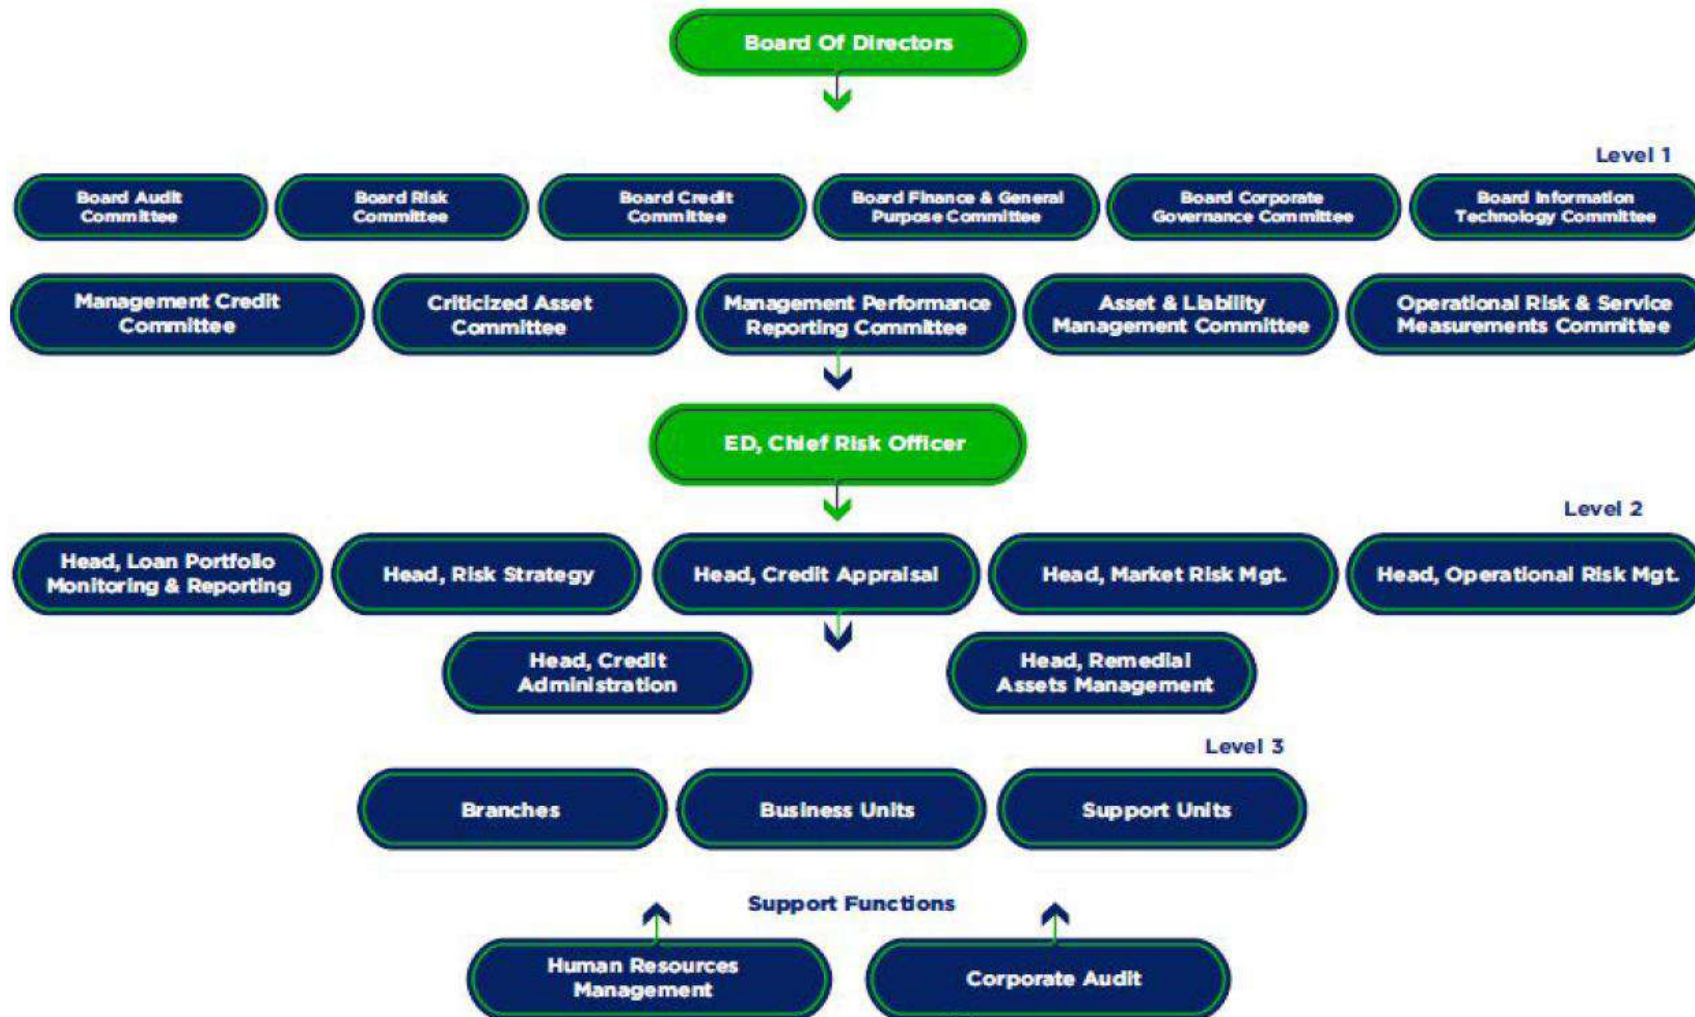 Board Of Directors
Level 1
Board Audit
Committee
Board Risk
Committee
Board Credit
Committee
Board Finance & General
Purpose Committee
Board Corporate
Governance Committee
Board Information
Technology Committee
Management Credit
Committee
Criticized Asset
Committee
Management Performance
Reporting Committee
Asset & Liability
Management Committee
Operational Risk & Service
Measurements Committee
ED, Chief Risk Officer
Level 2
Head, Loan Portfolio
Monitoring & Reporting
Head, Risk Strategy
Head, Credit Appraisal
Head, Market Risk Mgt.
Head, Operational Risk Mgt.
Head, Credit
Administration
Head, Remedial
Assets Management
Level 3
Branches
Business Units
Support Units
Support Functions
Human Resources
Management
Corporate Audit